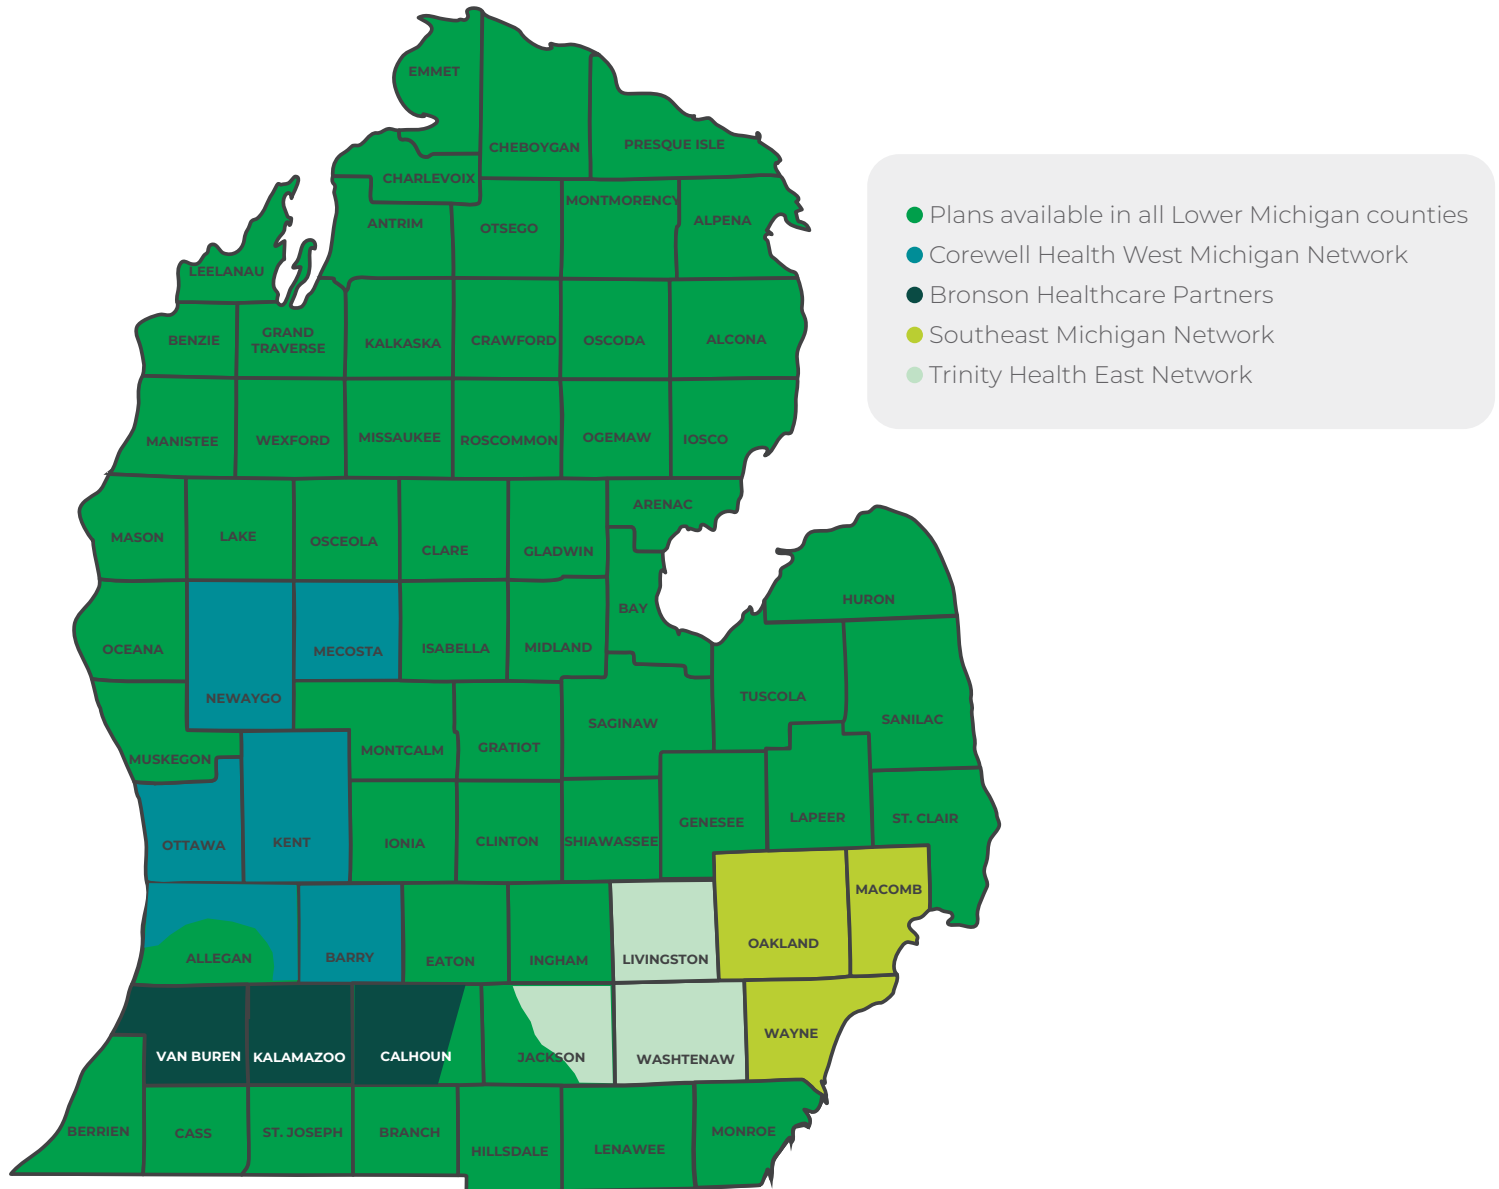 EMMET
CHEBOYGAN
PRESQUE ISLE
CHARLEVOIX
ANTRIM
OTSEGO
MONTMORENCY
ALPENA
LEELANAU
BENZIE
GRAND
TRAVERSE
KALKASKA
CRAWFORD
OSCODA
ALCONA
MANISTEE
WEXFORD
MISSAUKEE
ROSCOMMON
OGEMAW
IOSCO
MASON
LAKE
OSCEOLA
CLARE
GLADWIN
ARENAC
OCEANA
NEWAYGO
MECOSTA
ISABELLA
MIDLAND
BAY
HURON
MUSKEGON
MONTCALM
GRATIOT
SAGINAW
TUSCOLA
SANILAC
OTTAWA
KENT
IONIA
CLINTON
SHIAWASSEE
GENESEE
LAPEER
ST. CLAIR
ALLEGAN
BARRY
EATON
INGHAM
LIVINGSTON
OAKLAND
MACOMB
VAN BUREN
KALAMAZOO
CALHOUN
JACKSON
WASHTENAW
WAYNE
BERRIEN
CASS
ST. JOSEPH
BRANCH
HILLSDALE
LENAWEE
MONROE
Plans available in all Lower Michigan counties
Corewell Health West Michigan Network
Bronson Healthcare Partners
Southeast Michigan Network
Trinity Health East Network